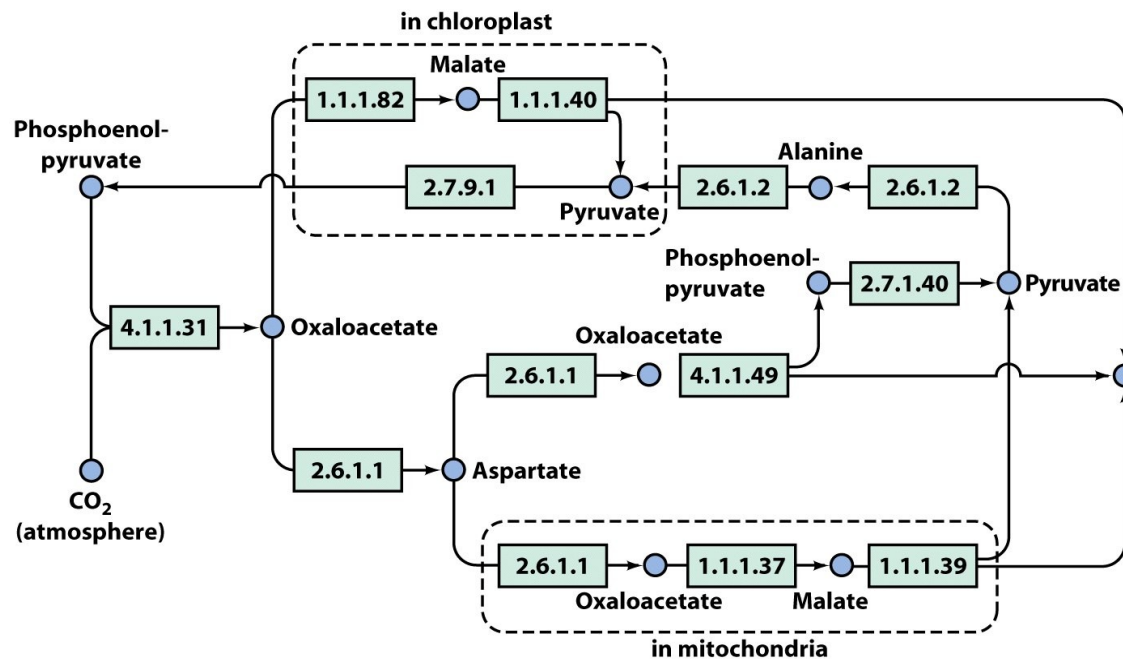 in chloroplast
Malate
1.1.1.82
1.1.1.40
Phosphoenol-
pyruvate
Alanine
2.7.9.1
2.6.1.2
2.6.1.2
Pyruvate
Phosphoenol-
pyruvate
2.7.1.40
Pyruvate
4.1.1.31
Oxaloacetate
Oxaloacetate
2.6.1.1
4.1.1.49
2.6.1.1
Aspartate
CO₂
(atmosphere)
2.6.1.1
1.1.1.37
1.1.1.39
Oxaloacetate
Malate
in mitochondria